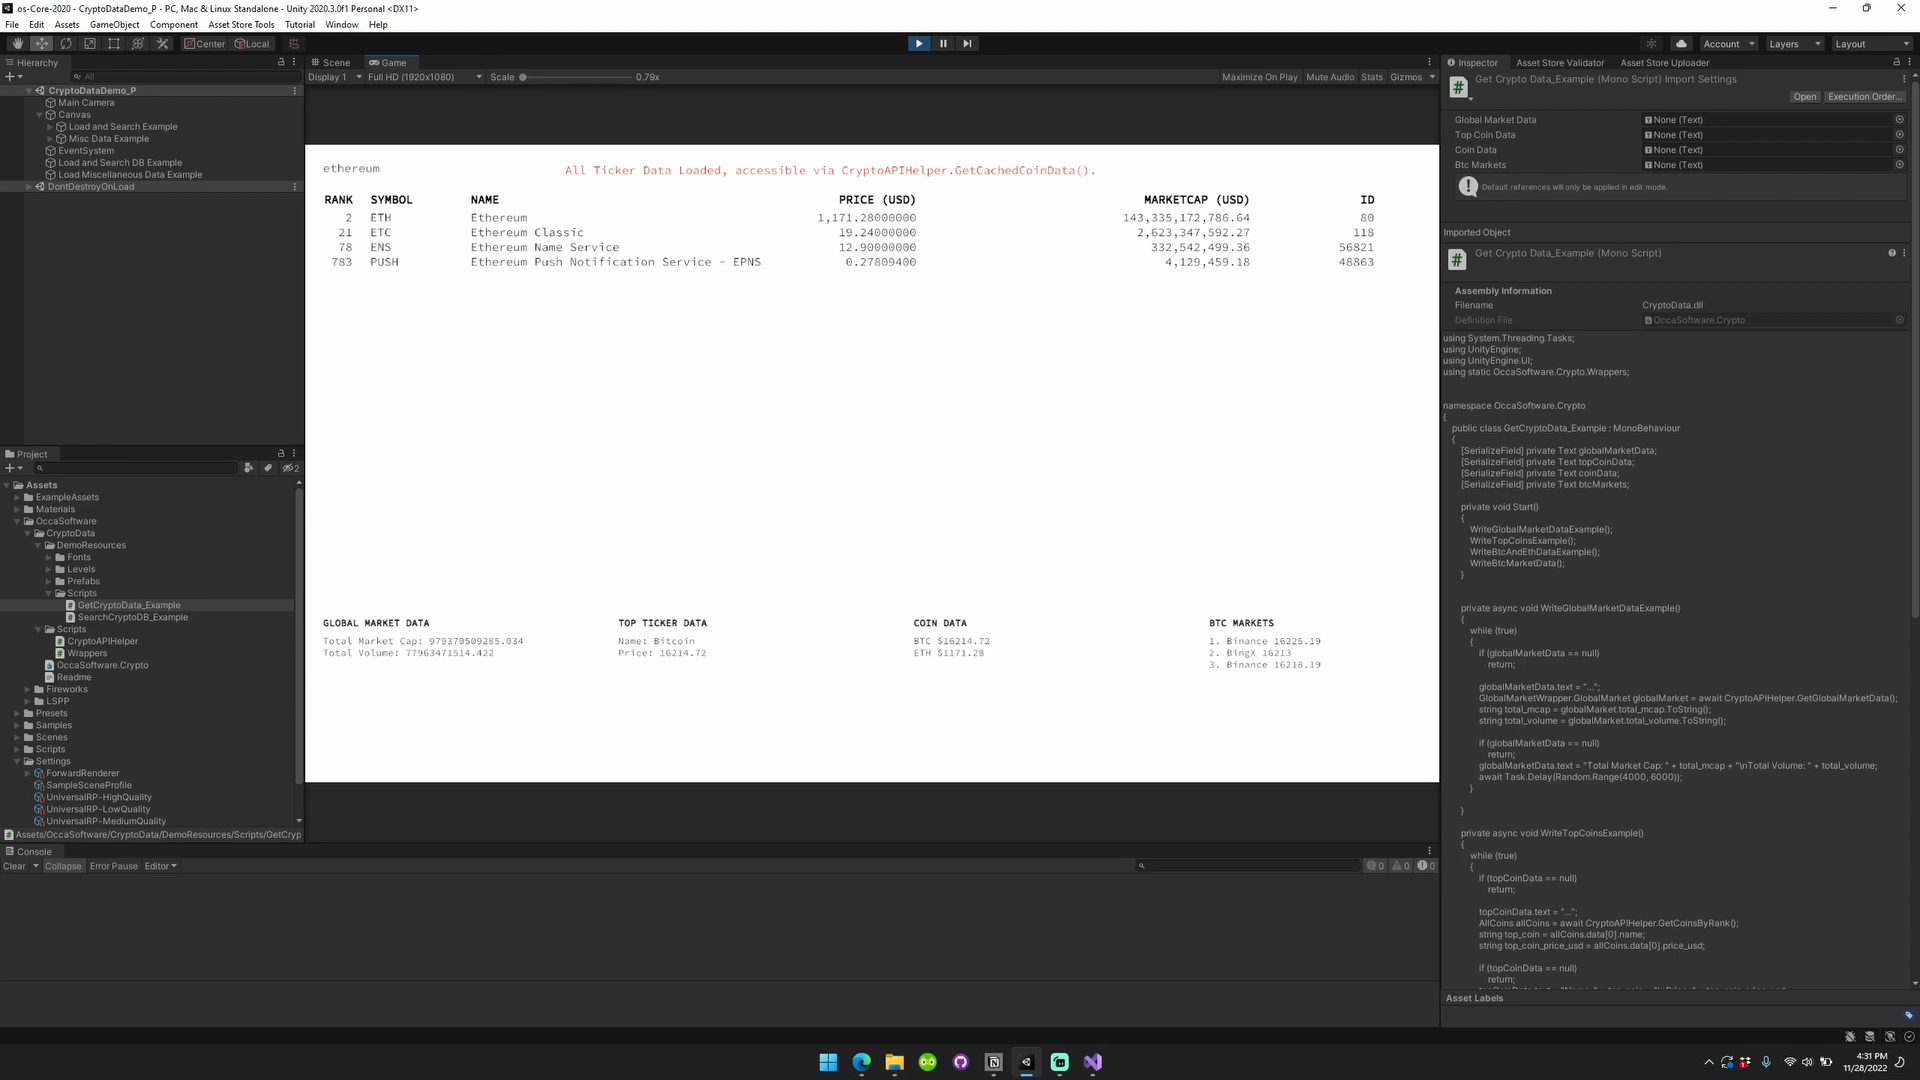 os-Core-2020 - CryptoDataDemo_P - PC, Mac & Linux Standalone - Unity 2020.3.0f1 Personal <DX11>
File Edit Assets GameObject Component Asset Store Tools Tutorial Window Help
Center Local
Account Layers Layout
Hierarchy
All
CryptoDataDemo_P
Main Camera
Canvas
Load and Search Example
Misc Data Example
EventSystem
Load and Search DB Example
Load Miscellaneous Data Example
DontDestroyOnLoad
Scene Game
Display 1 Full HD (1920x1080) Scale 0.79x Maximize On Play Mute Audio Stats Gizmos
ethereum All Ticker Data Loaded, accessible via CryptoAPIHelper.GetCachedCoinData().
RANK SYMBOL NAME PRICE (USD) MARKETCAP (USD) ID
2 ETH Ethereum 1,171.28000000 143,335,172,786.64 80
21 ETC Ethereum Classic 19.24000000 2,623,347,592.27 118
78 ENS Ethereum Name Service 12.90000000 332,542,499.36 56821
783 PUSH Ethereum Push Notification Service - EPNS 0.27809400 4,129,459.18 48863
GLOBAL MARKET DATA
Total Market Cap: 979370509285.034
Total Volume: 77963471514.422
TOP TICKER DATA
Name: Bitcoin
Price: 16214.72
COIN DATA
BTC $16214.72
ETH $1171.28
BTC MARKETS
1. Binance 16225.19
2. BingX 16213
3. Binance 16218.19
Project
2
Assets
ExampleAssets
Materials
OccaSoftware
CryptoData
DemoResources
Fonts
Levels
Prefabs
Scripts
GetCryptoData_Example
SearchCryptoDB_Example
Scripts
CryptoAPIHelper
Wrappers
OccaSoftware.Crypto
Readme
Fireworks
LSPP
Presets
Samples
Scenes
Scripts
Settings
ForwardRenderer
SampleSceneProfile
UniversalRP-HighQuality
UniversalRP-LowQuality
UniversalRP-MediumQuality
Assets/OccaSoftware/CryptoData/DemoResources/Scripts/GetCryp
Console
Clear Collapse Error Pause Editor
0 0 0
Inspector Asset Store Validator Asset Store Uploader
Get Crypto Data_Example (Mono Script) Import Settings
Open Execution Order...
Global Market Data None (Text)
Top Coin Data None (Text)
Coin Data None (Text)
Btc Markets None (Text)
Default references will only be applied in edit mode.
Imported Object
Get Crypto Data_Example (Mono Script)
Assembly Information
Filename CryptoData.dll
Definition File OccaSoftware.Crypto
using System.Threading.Tasks;
using UnityEngine;
using UnityEngine.UI;
using static OccaSoftware.Crypto.Wrappers;
namespace OccaSoftware.Crypto
{
public class GetCryptoData_Example : MonoBehaviour
{
[SerializeField] private Text globalMarketData;
[SerializeField] private Text topCoinData;
[SerializeField] private Text coinData;
[SerializeField] private Text btcMarkets;
private void Start()
{
WriteGlobalMarketDataExample();
WriteTopCoinsExample();
WriteBtcAndEthDataExample();
WriteBtcMarketData();
}
private async void WriteGlobalMarketDataExample()
{
while (true)
{
if (globalMarketData == null)
return;
globalMarketData.text = "...";
GlobalMarketWrapper.GlobalMarket globalMarket = await CryptoAPIHelper.GetGlobalMarketData();
string total_mcap = globalMarket.total_mcap.ToString();
string total_volume = globalMarket.total_volume.ToString();
if (globalMarketData == null)
return;
globalMarketData.text = "Total Market Cap: " + total_mcap + "\nTotal Volume: " + total_volume;
await Task.Delay(Random.Range(4000, 6000));
}
}
private async void WriteTopCoinsExample()
{
while (true)
{
if (topCoinData == null)
return;
topCoinData.text = "...";
AllCoins allCoins = await CryptoAPIHelper.GetCoinsByRank();
string top_coin = allCoins.data[0].name;
string top_coin_price_usd = allCoins.data[0].price_usd;
if (topCoinData == null)
return;
Asset Labels
4:31 PM
11/28/2022